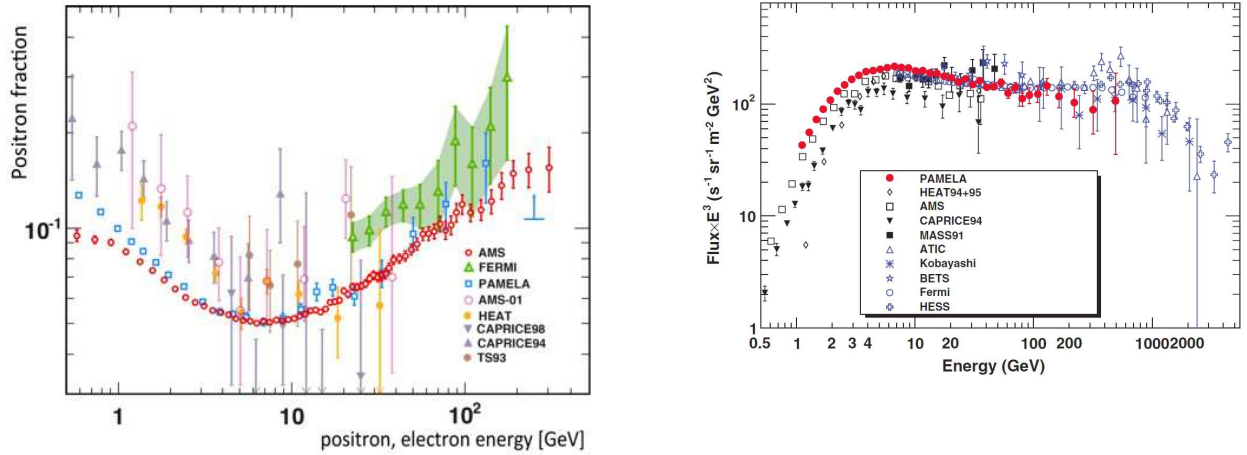 Positron fraction
10⁻¹
AMS
FERMI
PAMELA
AMS-01
HEAT
CAPRICE98
CAPRICE94
TS93
1
10
10²
positron, electron energy [GeV]
Flux×E³ (s⁻¹ sr⁻¹ m⁻² GeV²)
10²
10
1
PAMELA
HEAT94+95
AMS
CAPRICE94
MASS91
ATIC
Kobayashi
BETS
Fermi
HESS
0.5 1 2 3 4 10 20 100 200 1000 2000
Energy (GeV)